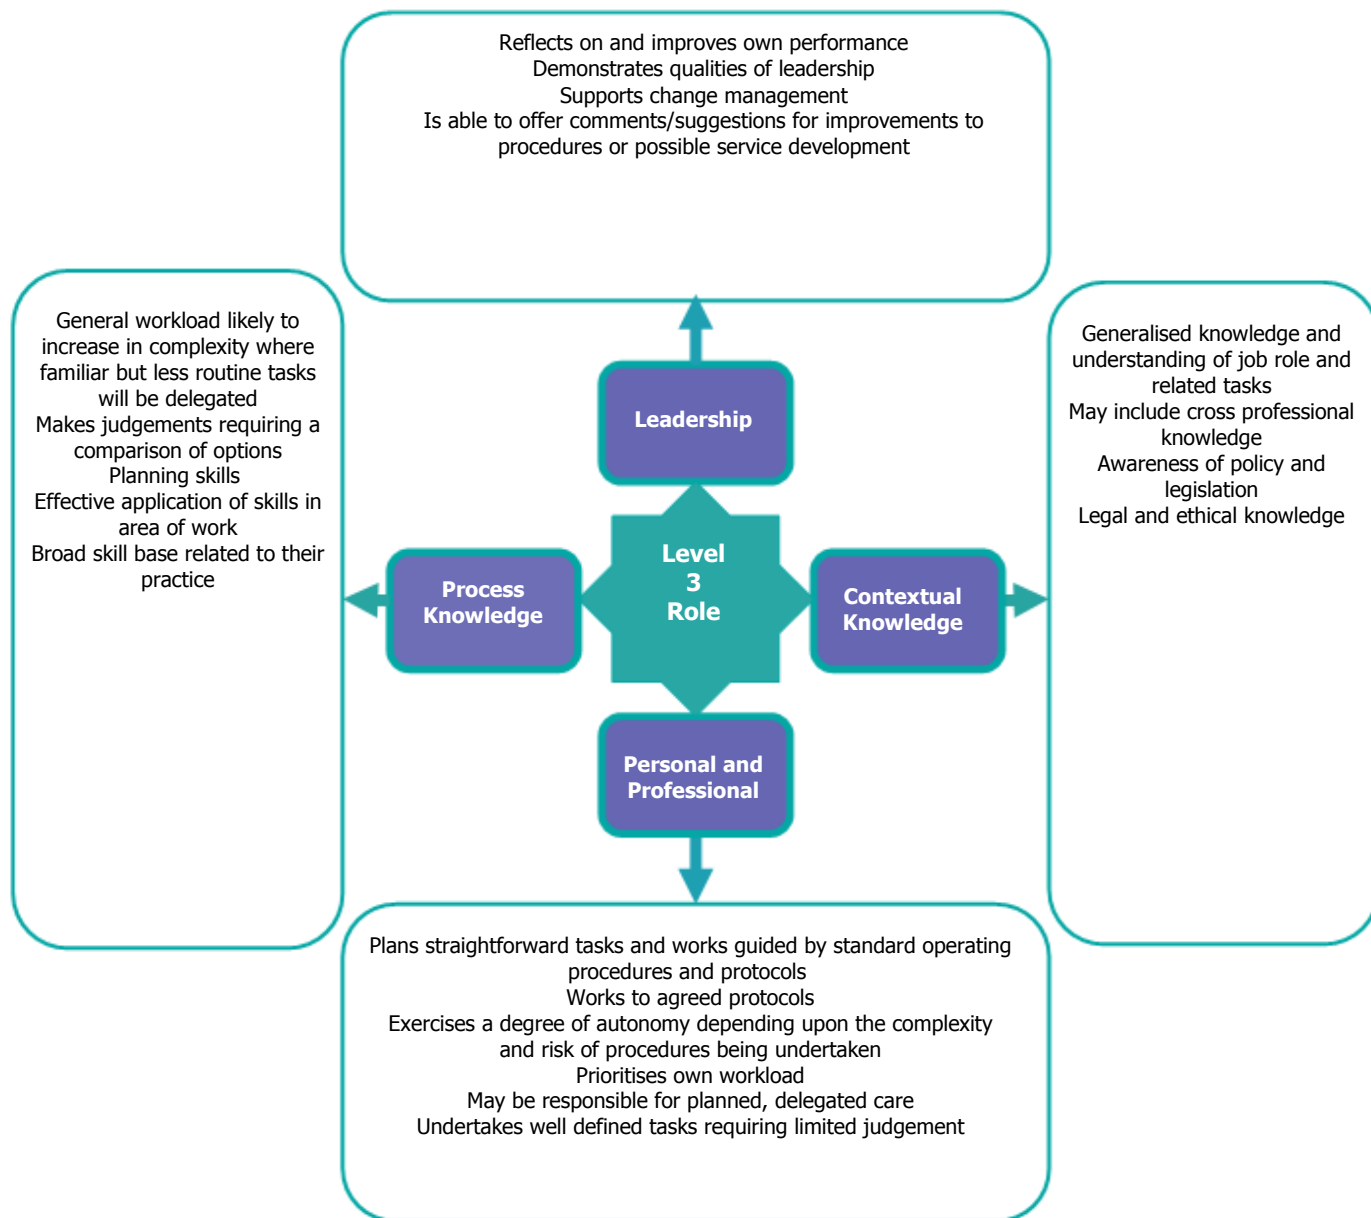 Reflects on and improves own performance
Demonstrates qualities of leadership
Supports change management
Is able to offer comments/suggestions for improvements to
procedures or possible service development
General workload likely to
increase in complexity where
familiar but less routine tasks
will be delegated
Makes judgements requiring a
comparison of options
Planning skills
Effective application of skills in
area of work
Broad skill base related to their
practice
Leadership
Process
Knowledge
Level
3
Role
Contextual
Knowledge
Personal and
Professional
Generalised knowledge and
understanding of job role and
related tasks
May include cross professional
knowledge
Awareness of policy and
legislation
Legal and ethical knowledge
Plans straightforward tasks and works guided by standard operating
procedures and protocols
Works to agreed protocols
Exercises a degree of autonomy depending upon the complexity
and risk of procedures being undertaken
Prioritises own workload
May be responsible for planned, delegated care
Undertakes well defined tasks requiring limited judgement